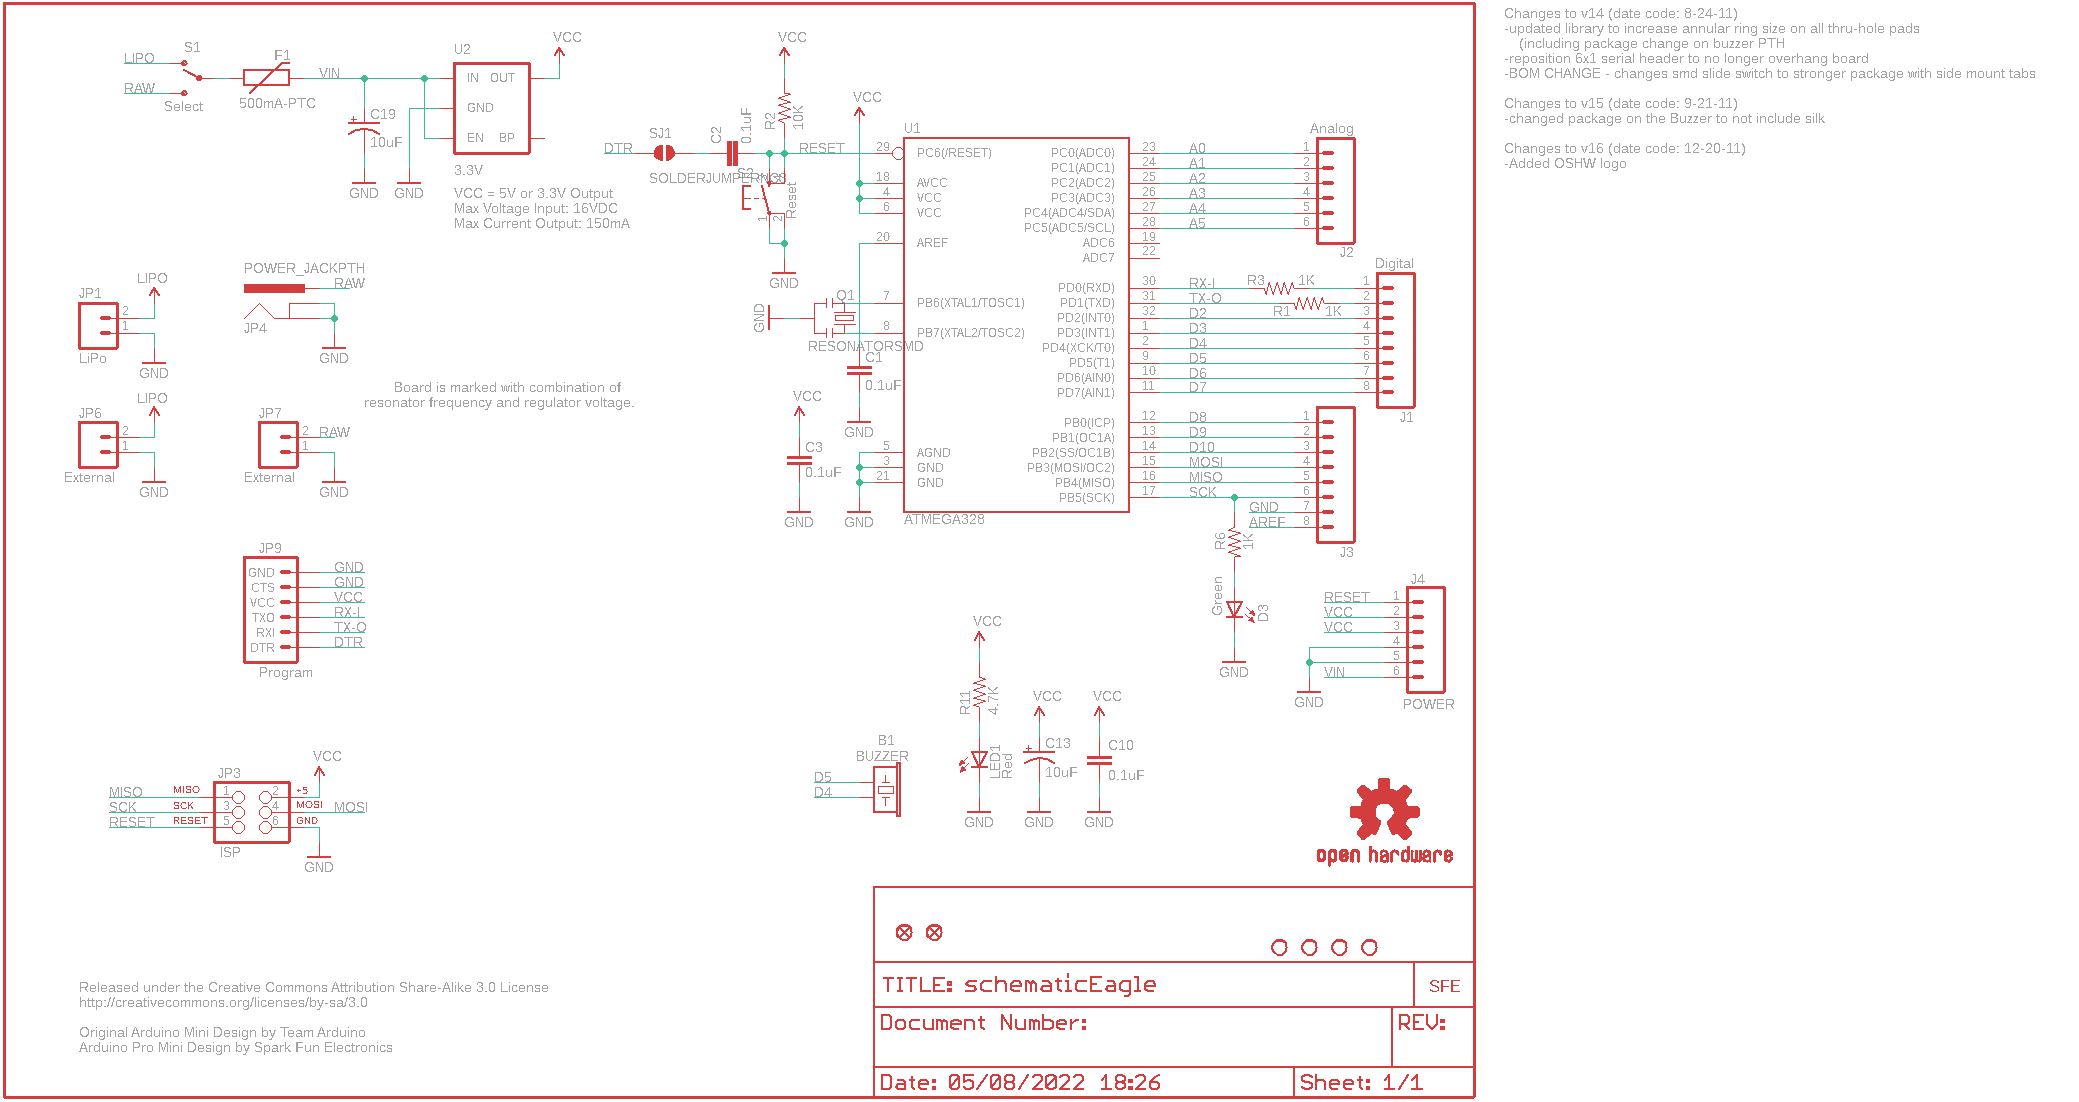 Changes to v14 (date code: 8-24-11)
-updated library to increase annular ring size on all thru-hole pads
(including package change on buzzer PTH
-reposition 6x1 serial header to no longer overhang board
-BOM CHANGE - changes smd slide switch to stronger package with side mount tabs
Changes to v15 (date code: 9-21-11)
-changed package on the Buzzer to not include silk
Changes to v16 (date code: 12-20-11)
-Added OSHW logo
S1
LIPO
RAW
Select
F1
500mA-PTC
VIN
C19
10uF
GND
GND
U2
IN OUT
GND
EN BP
VCC
3.3V
VCC = 5V or 3.3V Output
Max Voltage Input: 16VDC
Max Current Output: 150mA
DTR
SJ1
SOLDERJUMPERNC
C2
0.1uF
VCC
R2
10K
RESET
S2
Reset
1
2
GND
VCC
U1
29 PC6(/RESET)
18 AVCC
4 VCC
6 VCC
20 AREF
7 PB6(XTAL1/TOSC1)
8 PB7(XTAL2/TOSC2)
5 AGND
3 GND
21 GND
ATMEGA328
PC0(ADC0) 23 A0
PC1(ADC1) 24 A1
PC2(ADC2) 25 A2
PC3(ADC3) 26 A3
PC4(ADC4/SDA) 27 A4
PC5(ADC5/SCL) 28 A5
ADC6 19
ADC7 22
PD0(RXD) 30 RX-I
PD1(TXD) 31 TX-O
PD2(INT0) 32 D2
PD3(INT1) 1 D3
PD4(XCK/T0) 2 D4
PD5(T1) 9 D5
PD6(AIN0) 10 D6
PD7(AIN1) 11 D7
PB0(ICP) 12 D8
PB1(OC1A) 13 D9
PB2(SS/OC1B) 14 D10
PB3(MOSI/OC2) 15 MOSI
PB4(MISO) 16 MISO
PB5(SCK) 17 SCK
GND
Q1
RESONATORSMD
C1
0.1uF
GND
VCC
C3
0.1uF
GND
GND
Analog
1
2
3
4
5
6
J2
Digital
R3 1K
R1 1K
1
2
3
4
5
6
7
8
J1
1
2
3
4
5
6
GND 7
AREF 8
J3
R6
1K
Green
D3
GND
J4
RESET 1
VCC 2
VCC 3
4
5
VIN 6
GND
POWER
JP1
LIPO
2
1
LiPo
GND
POWER_JACKPTH
RAW
JP4
GND
Board is marked with combination of
resonator frequency and regulator voltage.
JP6
LIPO
2
1
External
GND
JP7
2 RAW
1
External
GND
JP9
GND GND
CTS GND
VCC VCC
TXO RX-I
RXI TX-O
DTR DTR
Program
VCC
R11
4.7K
LED1
Red
GND
VCC
C13
10uF
GND
VCC
C10
0.1uF
GND
B1
BUZZER
D5
D4
JP3
VCC
MISO MISO 1 2 +5
SCK SCK 3 4 MOSI MOSI
RESET RESET 5 6 GND
ISP
GND
open hardware
Released under the Creative Commons Attribution Share-Alike 3.0 License
http://creativecommons.org/licenses/by-sa/3.0
Original Arduino Mini Design by Team Arduino
Arduino Pro Mini Design by Spark Fun Electronics
TITLE: schematicEagle
SFE
Document Number:
REV:
Date: 05/08/2022 18:26
Sheet: 1/1